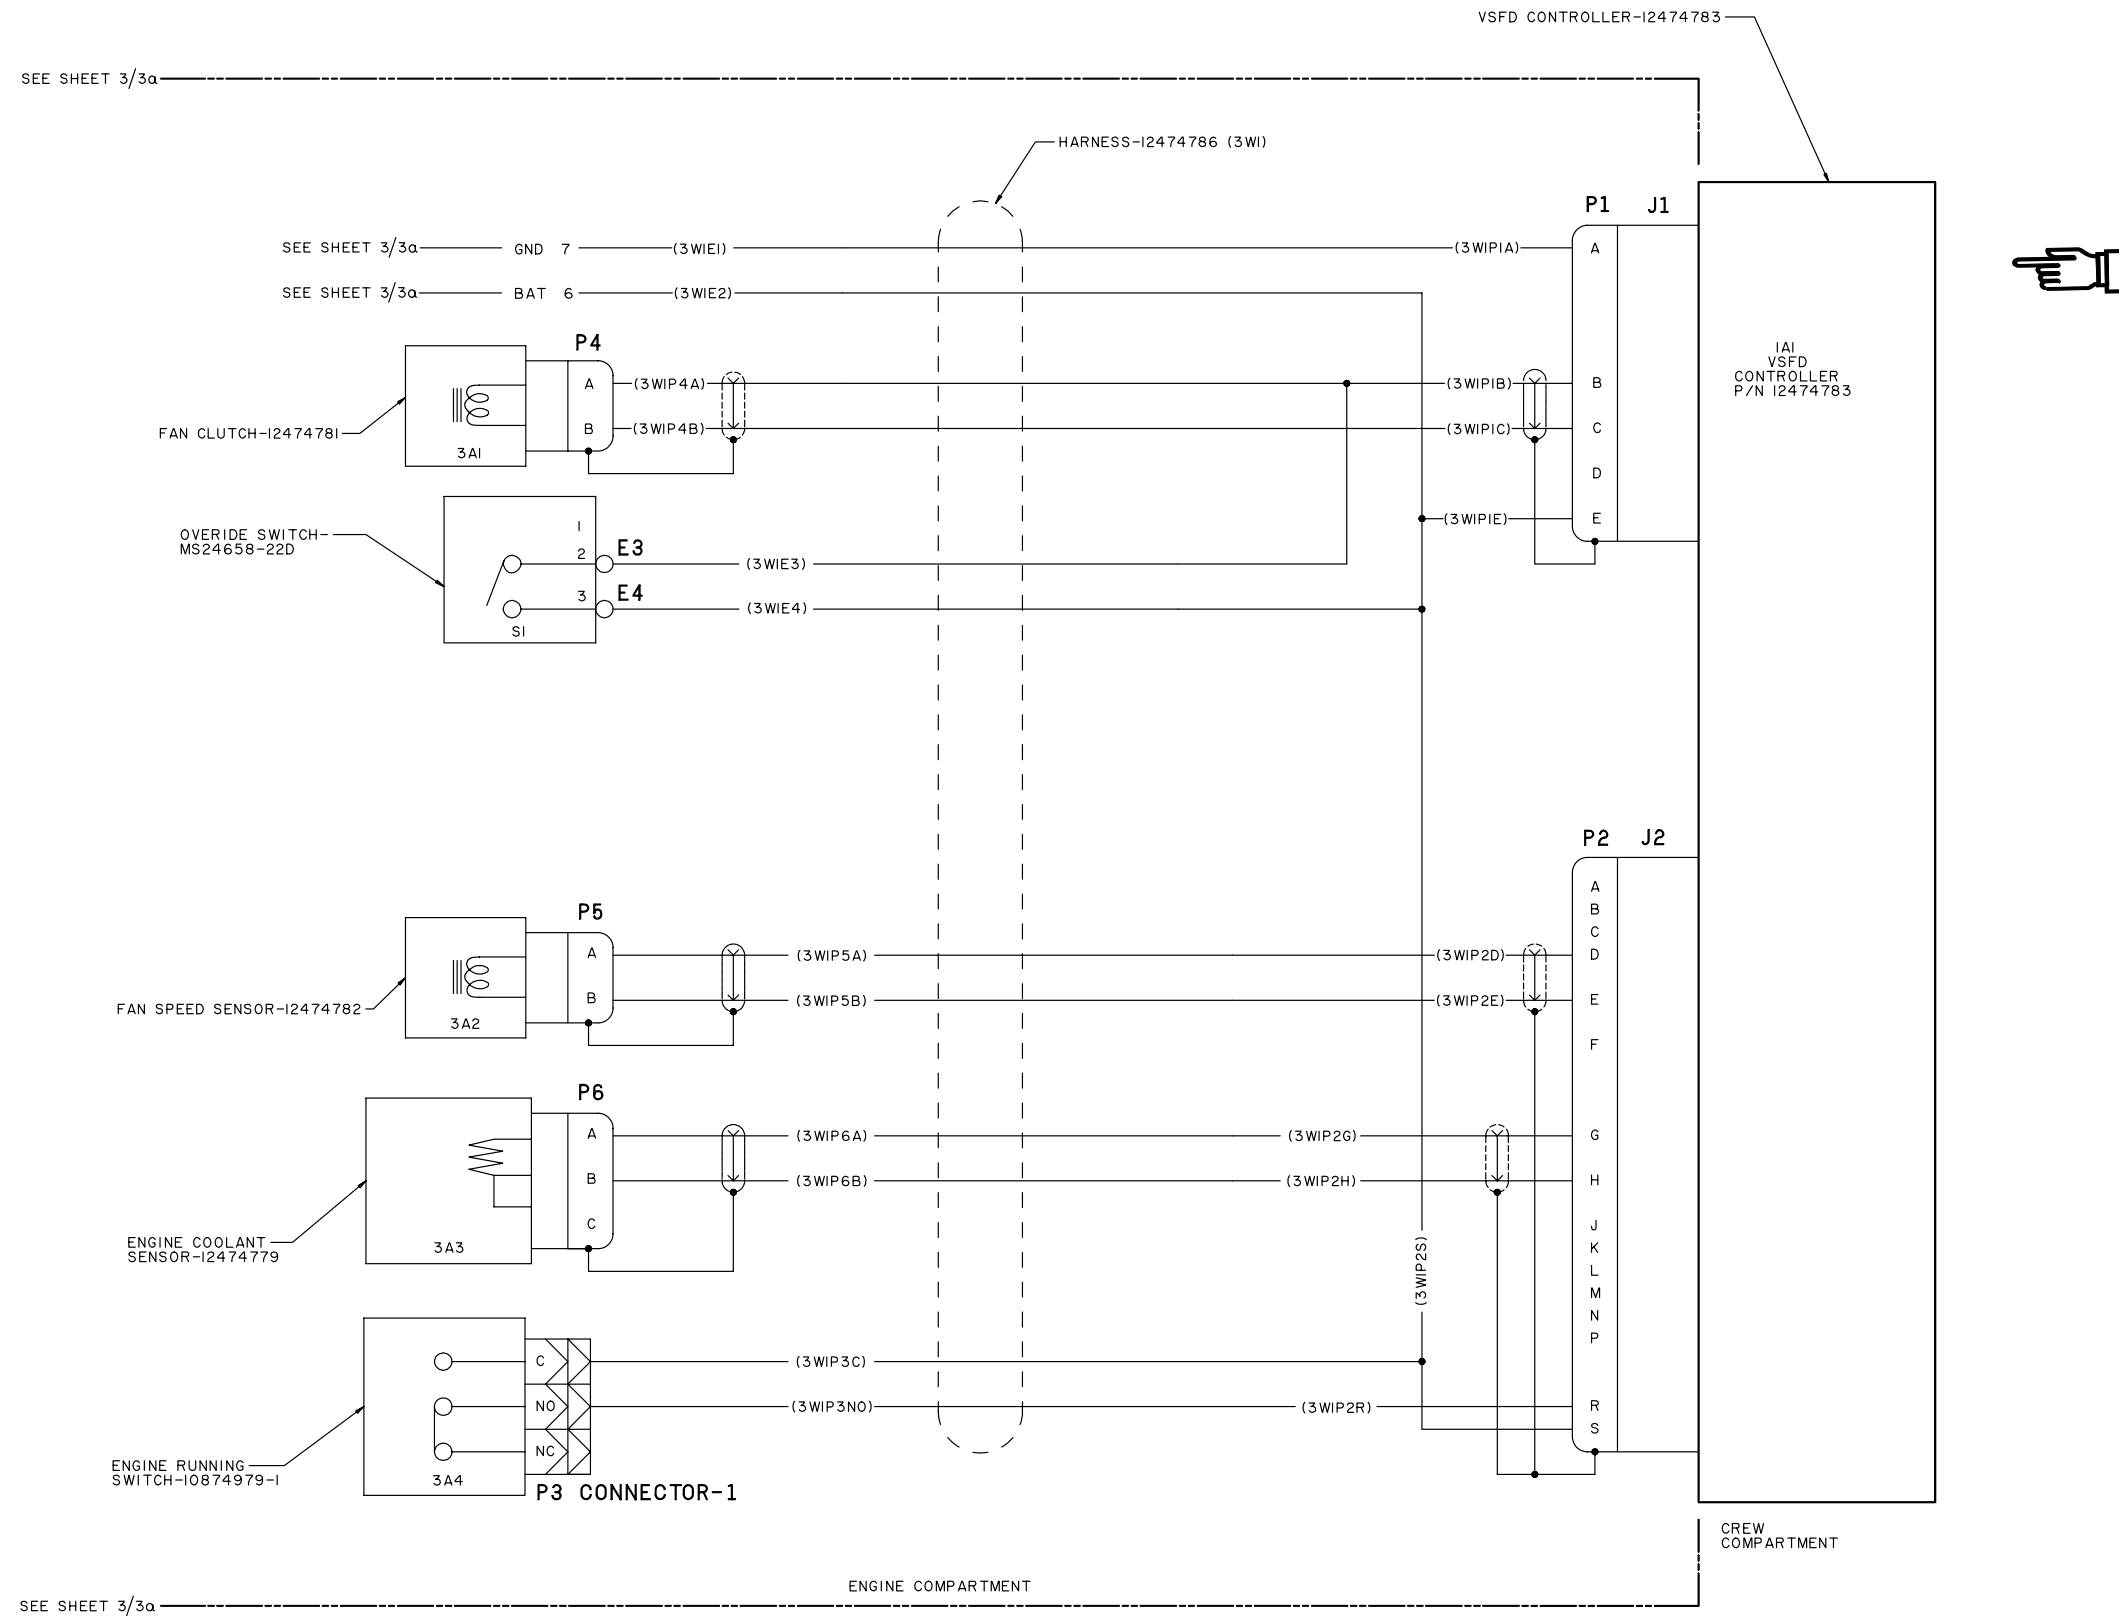 VSFD CONTROLLER-12474783
SEE SHEET 3/3a
HARNESS-12474786 (3W1)
P1 J1
SEE SHEET 3/3a GND 7 (3W1E1) (3W1P1A) A
SEE SHEET 3/3a BAT 6 (3W1E2)
P4
1A1
VSFD
CONTROLLER
P/N 12474783
A (3W1P4A) (3W1P1B) B
FAN CLUTCH-12474781
B (3W1P4B) (3W1P1C) C
3A1
D
(3W1P1E) E
OVERIDE SWITCH-
MS24658-22D
1
2 E3
(3W1E3)
3 E4
(3W1E4)
S1
P2 J2
A
B
C
P5
A (3W1P5A) (3W1P2D) D
B (3W1P5B) (3W1P2E) E
FAN SPEED SENSOR-12474782
3A2
F
P6
A (3W1P6A) (3W1P2G) G
B (3W1P6B) (3W1P2H) H
C
J
K
L
M
N
P
ENGINE COOLANT
SENSOR-12474779
3A3
(3W1P2S)
C (3W1P3C)
NO (3W1P3NO) (3W1P2R) R
S
NC
ENGINE RUNNING
SWITCH-10874979-1
3A4
P3 CONNECTOR-1
CREW
COMPARTMENT
ENGINE COMPARTMENT
SEE SHEET 3/3a